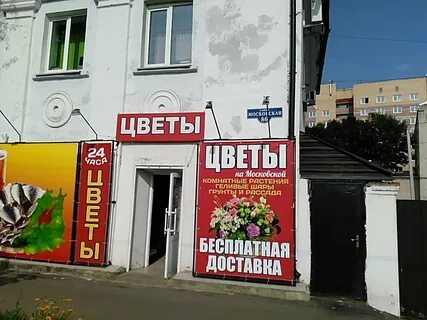 ЦВЕТЫ
МОСКОВСКАЯ
24
ЧАСА
ЦВЕТЫ
ЦВЕТЫ
на Московской
КОМНАТНЫЕ РАСТЕНИЯ
ГЕЛИЕВЫЕ ШАРЫ
ГРУНТЫ И РАССАДА
БЕСПЛАТНАЯ
ДОСТАВКА